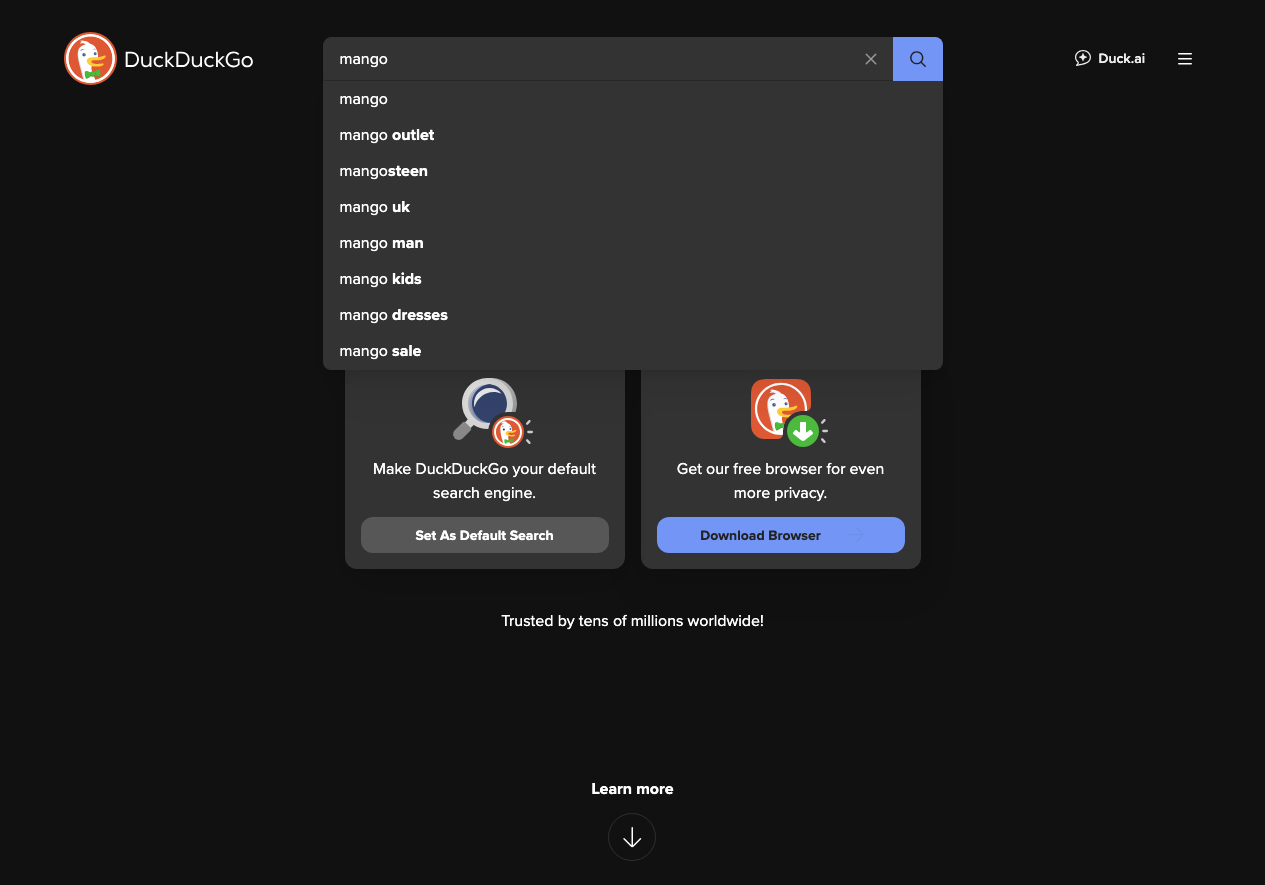 DuckDuckGo
mango
Duck.ai
mango
mango outlet
mangosteen
mango uk
mango man
mango kids
mango dresses
mango sale
Make DuckDuckGo your default
search engine.
Set As Default Search
Get our free browser for even
more privacy.
Download Browser
Trusted by tens of millions worldwide!
Learn more